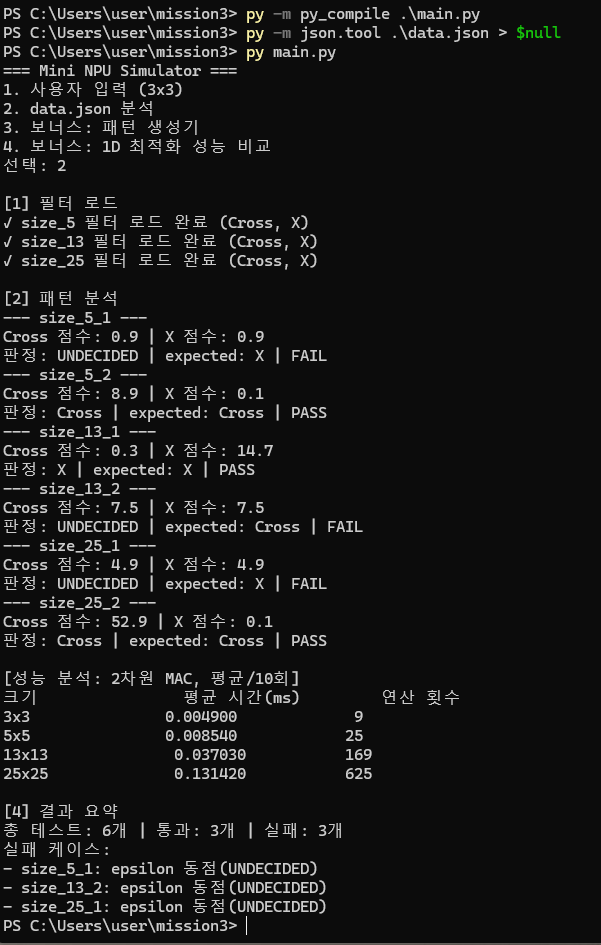 PS C:\Users\user\mission3> py -m py_compile .\main.py
PS C:\Users\user\mission3> py -m json.tool .\data.json > $null
PS C:\Users\user\mission3> py main.py
=== Mini NPU Simulator ===
1. 사용자 입력 (3x3)
2. data.json 분석
3. 보너스: 패턴 생성기
4. 보너스: 1D 최적화 성능 비교
선택: 2
[1] 필터 로드
✓ size_5 필터 로드 완료 (Cross, X)
✓ size_13 필터 로드 완료 (Cross, X)
✓ size_25 필터 로드 완료 (Cross, X)
[2] 패턴 분석
--- size_5_1 ---
Cross 점수: 0.9 | X 점수: 0.9
판정: UNDECIDED | expected: X | FAIL
--- size_5_2 ---
Cross 점수: 8.9 | X 점수: 0.1
판정: Cross | expected: Cross | PASS
--- size_13_1 ---
Cross 점수: 0.3 | X 점수: 14.7
판정: X | expected: X | PASS
--- size_13_2 ---
Cross 점수: 7.5 | X 점수: 7.5
판정: UNDECIDED | expected: Cross | FAIL
--- size_25_1 ---
Cross 점수: 4.9 | X 점수: 4.9
판정: UNDECIDED | expected: X | FAIL
--- size_25_2 ---
Cross 점수: 52.9 | X 점수: 0.1
판정: Cross | expected: Cross | PASS
[성능 분석: 2차원 MAC, 평균/10회]
크기 평균 시간(ms) 연산 횟수
3x3 0.004900 9
5x5 0.008540 25
13x13 0.037030 169
25x25 0.131420 625
[4] 결과 요약
총 테스트: 6개 | 통과: 3개 | 실패: 3개
실패 케이스:
- size_5_1: epsilon 동점(UNDECIDED)
- size_13_2: epsilon 동점(UNDECIDED)
- size_25_1: epsilon 동점(UNDECIDED)
PS C:\Users\user\mission3>